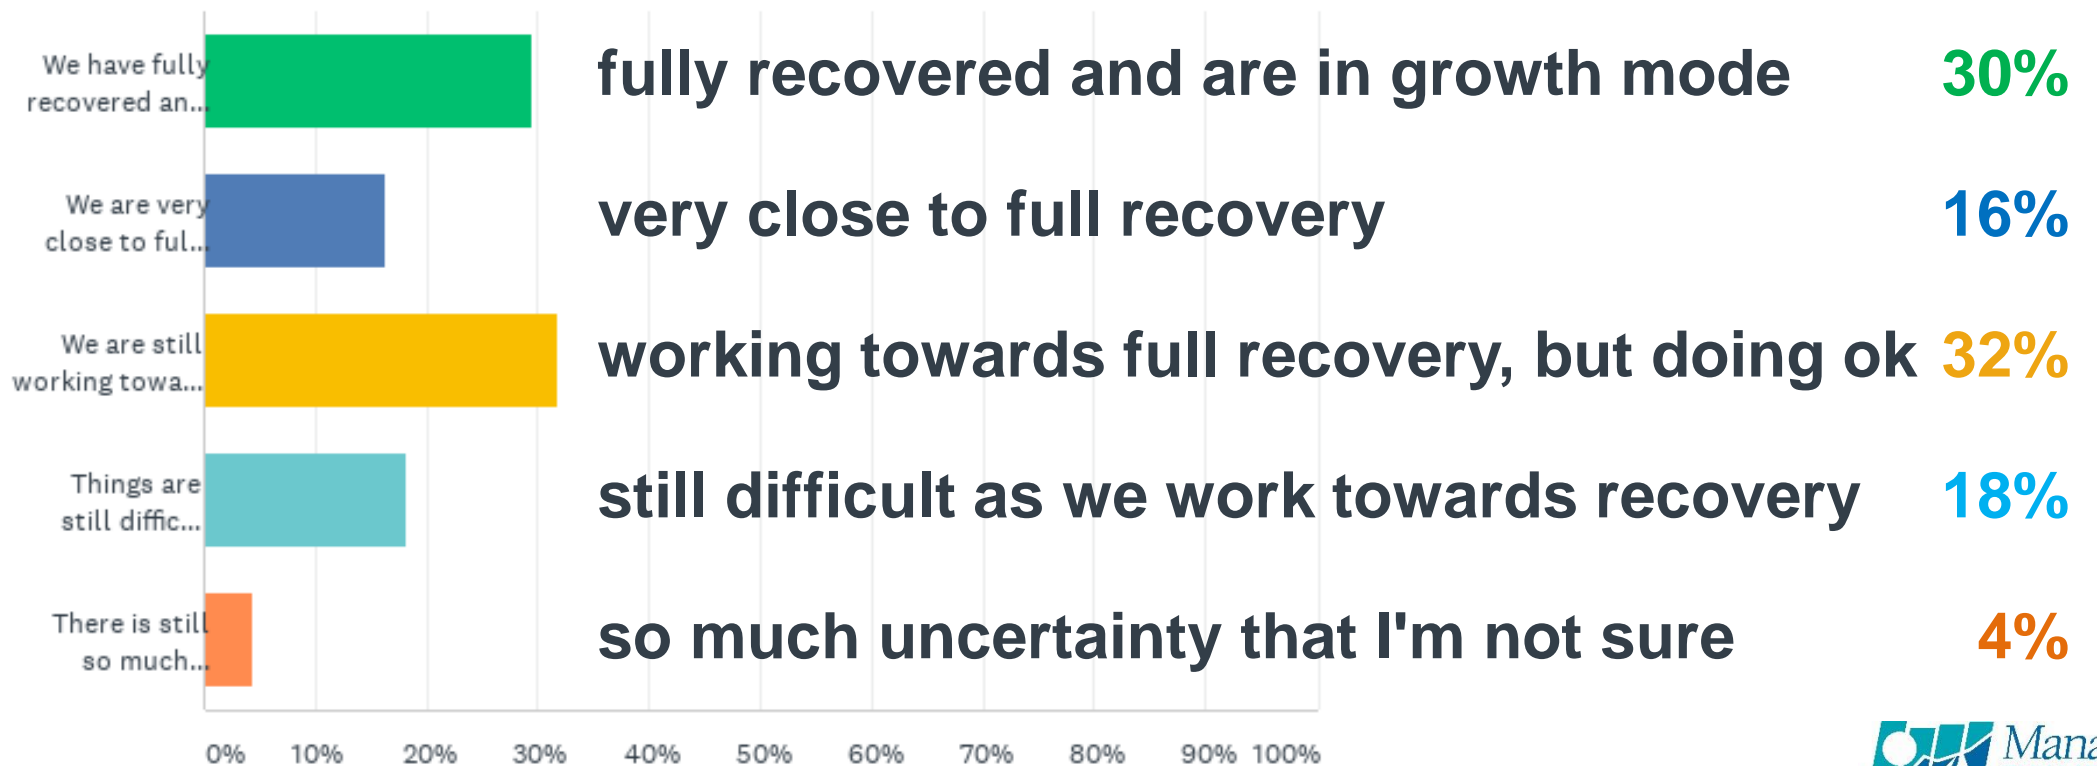 We have fully
recovered an...
fully recovered and are in growth mode 30%
We are very
close to ful...
very close to full recovery 16%
We are still
working towa...
working towards full recovery, but doing ok 32%
Things are
still diffic...
still difficult as we work towards recovery 18%
There is still
so much...
so much uncertainty that I'm not sure 4%
0% 10% 20% 30% 40% 50% 60% 70% 80% 90% 100%